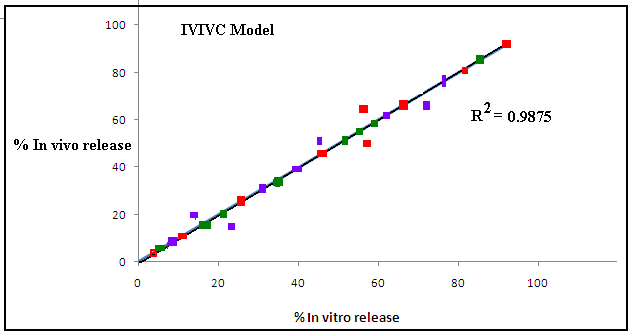 IVIVC Model
100
80
60
40
20
0
% In vivo release
R2 = 0.9875
0 20 40 60 80 100
% In vitro release